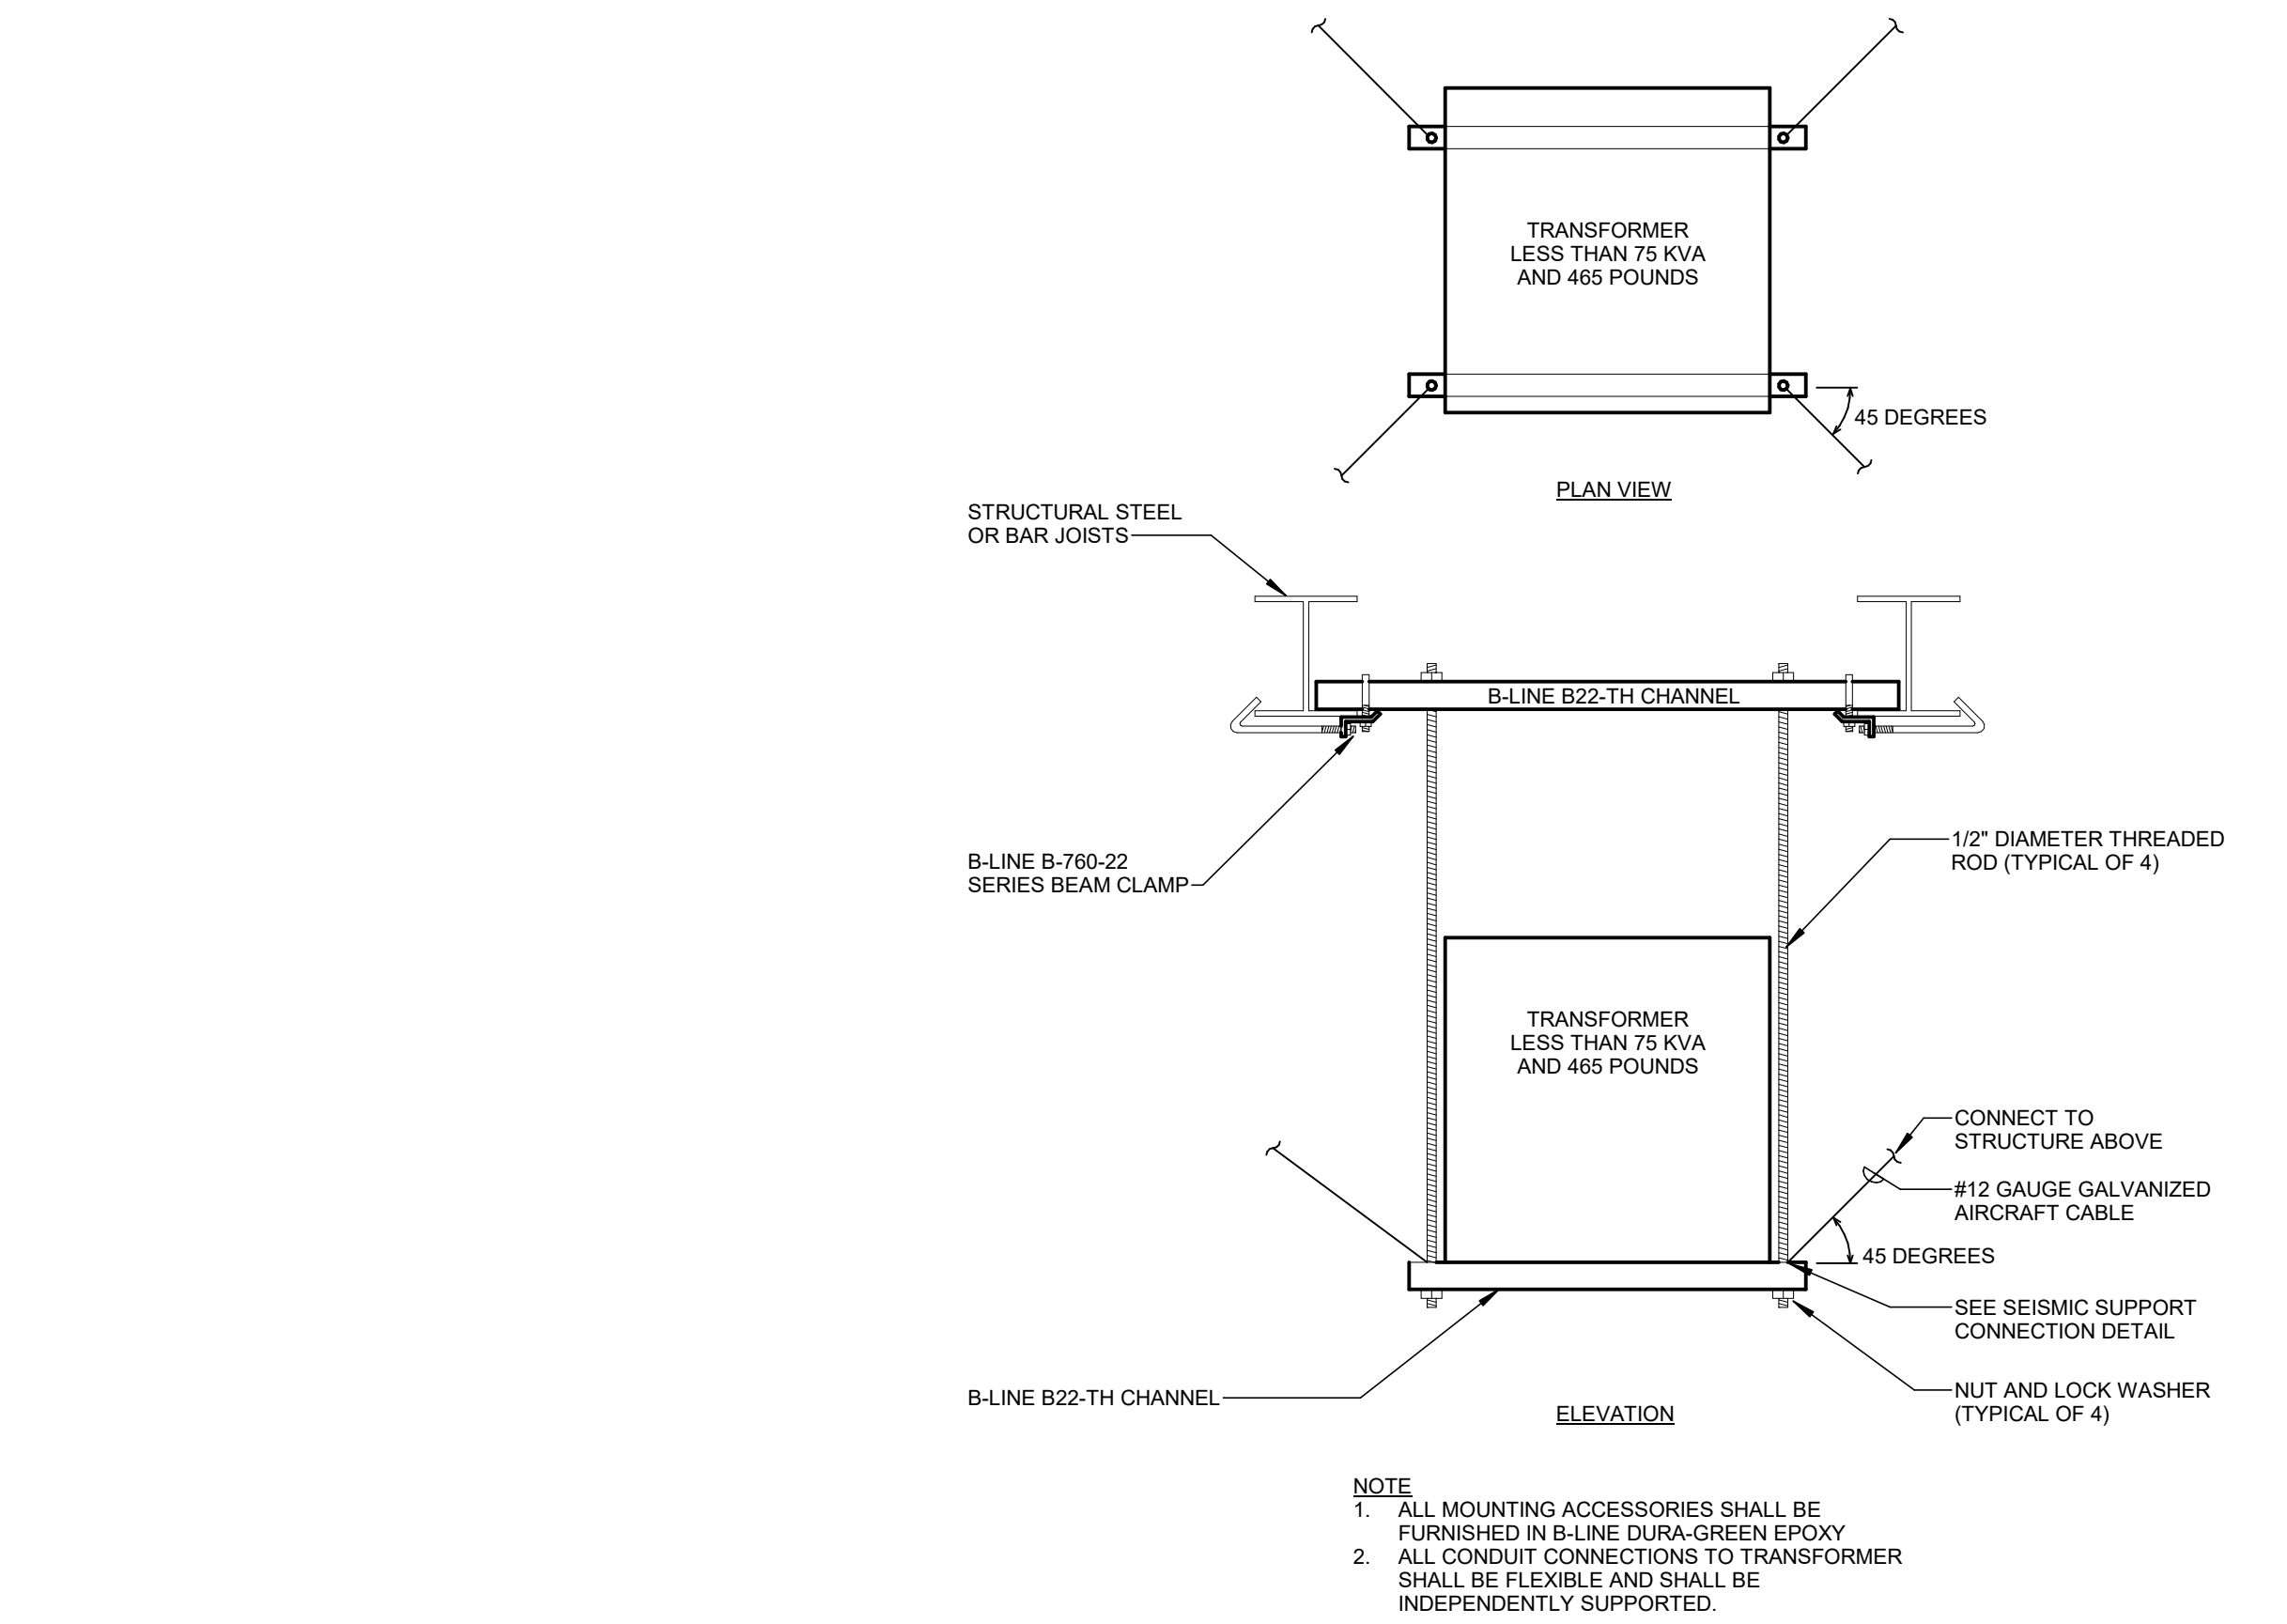 TRANSFORMER
LESS THAN 75 KVA
AND 465 POUNDS
45 DEGREES
PLAN VIEW
STRUCTURAL STEEL
OR BAR JOISTS
B-LINE B22-TH CHANNEL
B-LINE B-760-22
SERIES BEAM CLAMP
1/2" DIAMETER THREADED
ROD (TYPICAL OF 4)
TRANSFORMER
LESS THAN 75 KVA
AND 465 POUNDS
CONNECT TO
STRUCTURE ABOVE
#12 GAUGE GALVANIZED
AIRCRAFT CABLE
45 DEGREES
SEE SEISMIC SUPPORT
CONNECTION DETAIL
B-LINE B22-TH CHANNEL
NUT AND LOCK WASHER
(TYPICAL OF 4)
ELEVATION
NOTE
1. ALL MOUNTING ACCESSORIES SHALL BE
FURNISHED IN B-LINE DURA-GREEN EPOXY
2. ALL CONDUIT CONNECTIONS TO TRANSFORMER
SHALL BE FLEXIBLE AND SHALL BE
INDEPENDENTLY SUPPORTED.